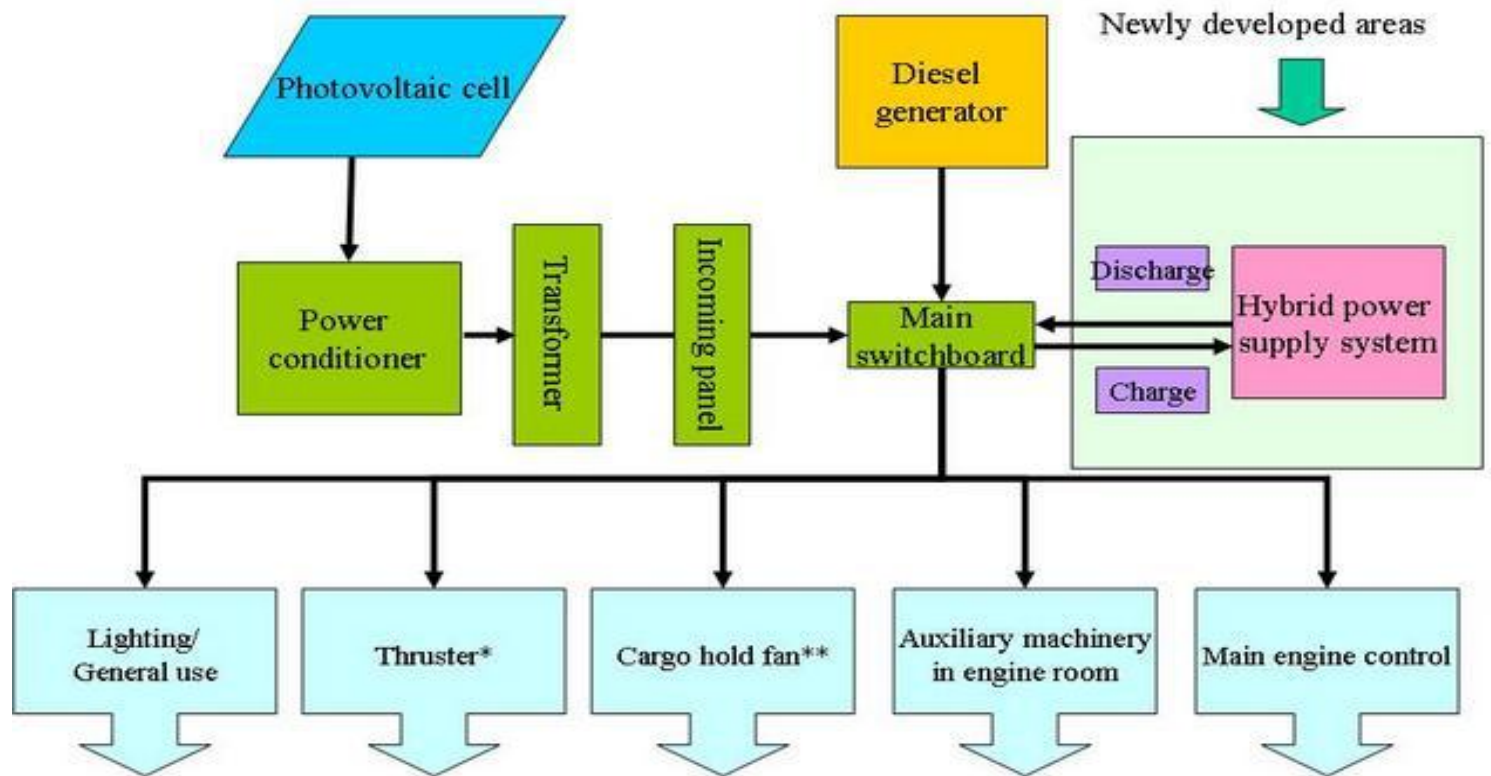 Newly developed areas
Photovoltaic cell
Diesel
generator
Power
conditioner
Transformer
Incoming panel
Main
switchboard
Discharge
Charge
Hybrid power
supply system
Lighting/
General use
Thruster*
Cargo hold fan**
Auxiliary machinery
in engine room
Main engine control